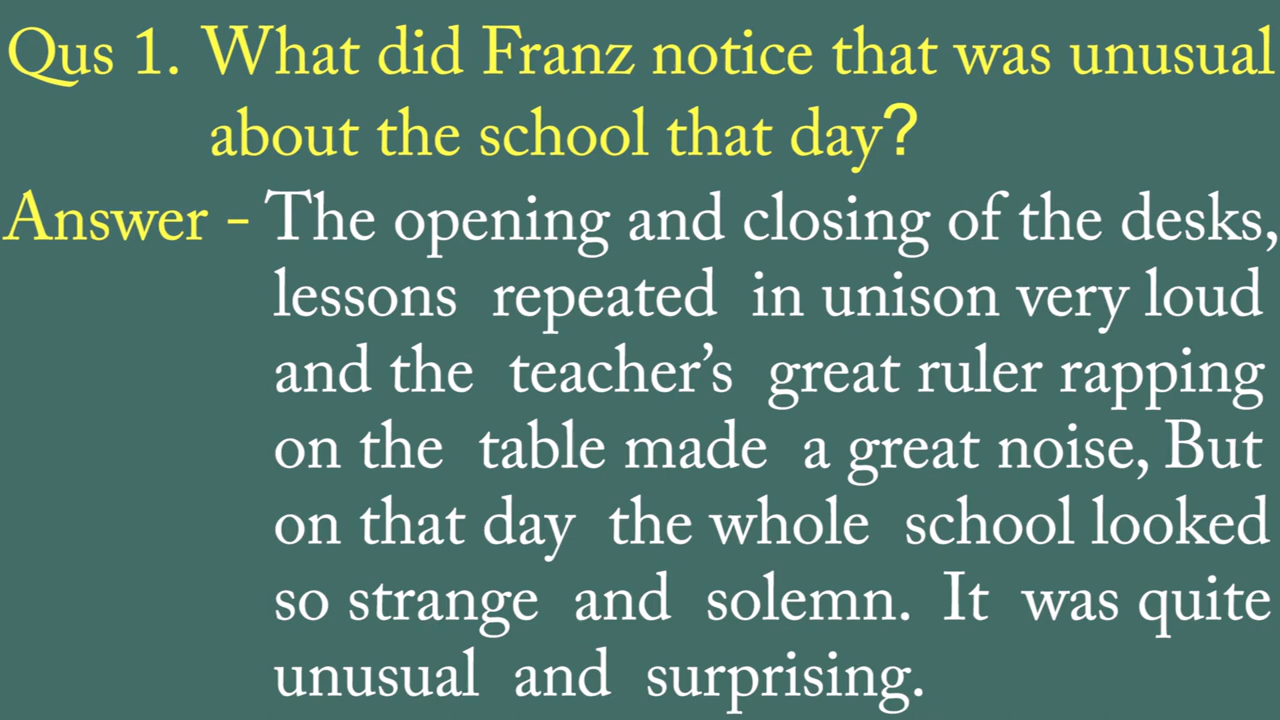 Qus 1. What did Franz notice that was unusual
about the school that day?
Answer - The opening and closing of the desks,
lessons repeated in unison very loud
and the teacher’s great ruler rapping
on the table made a great noise, But
on that day the whole school looked
so strange and solemn. It was quite
unusual and surprising.